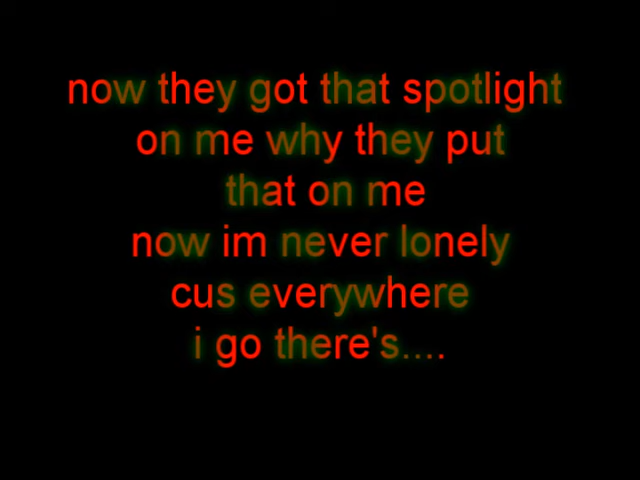 now they got that spotlight
on me why they put
that on me
now im never lonely
cus everywhere
i go there's....